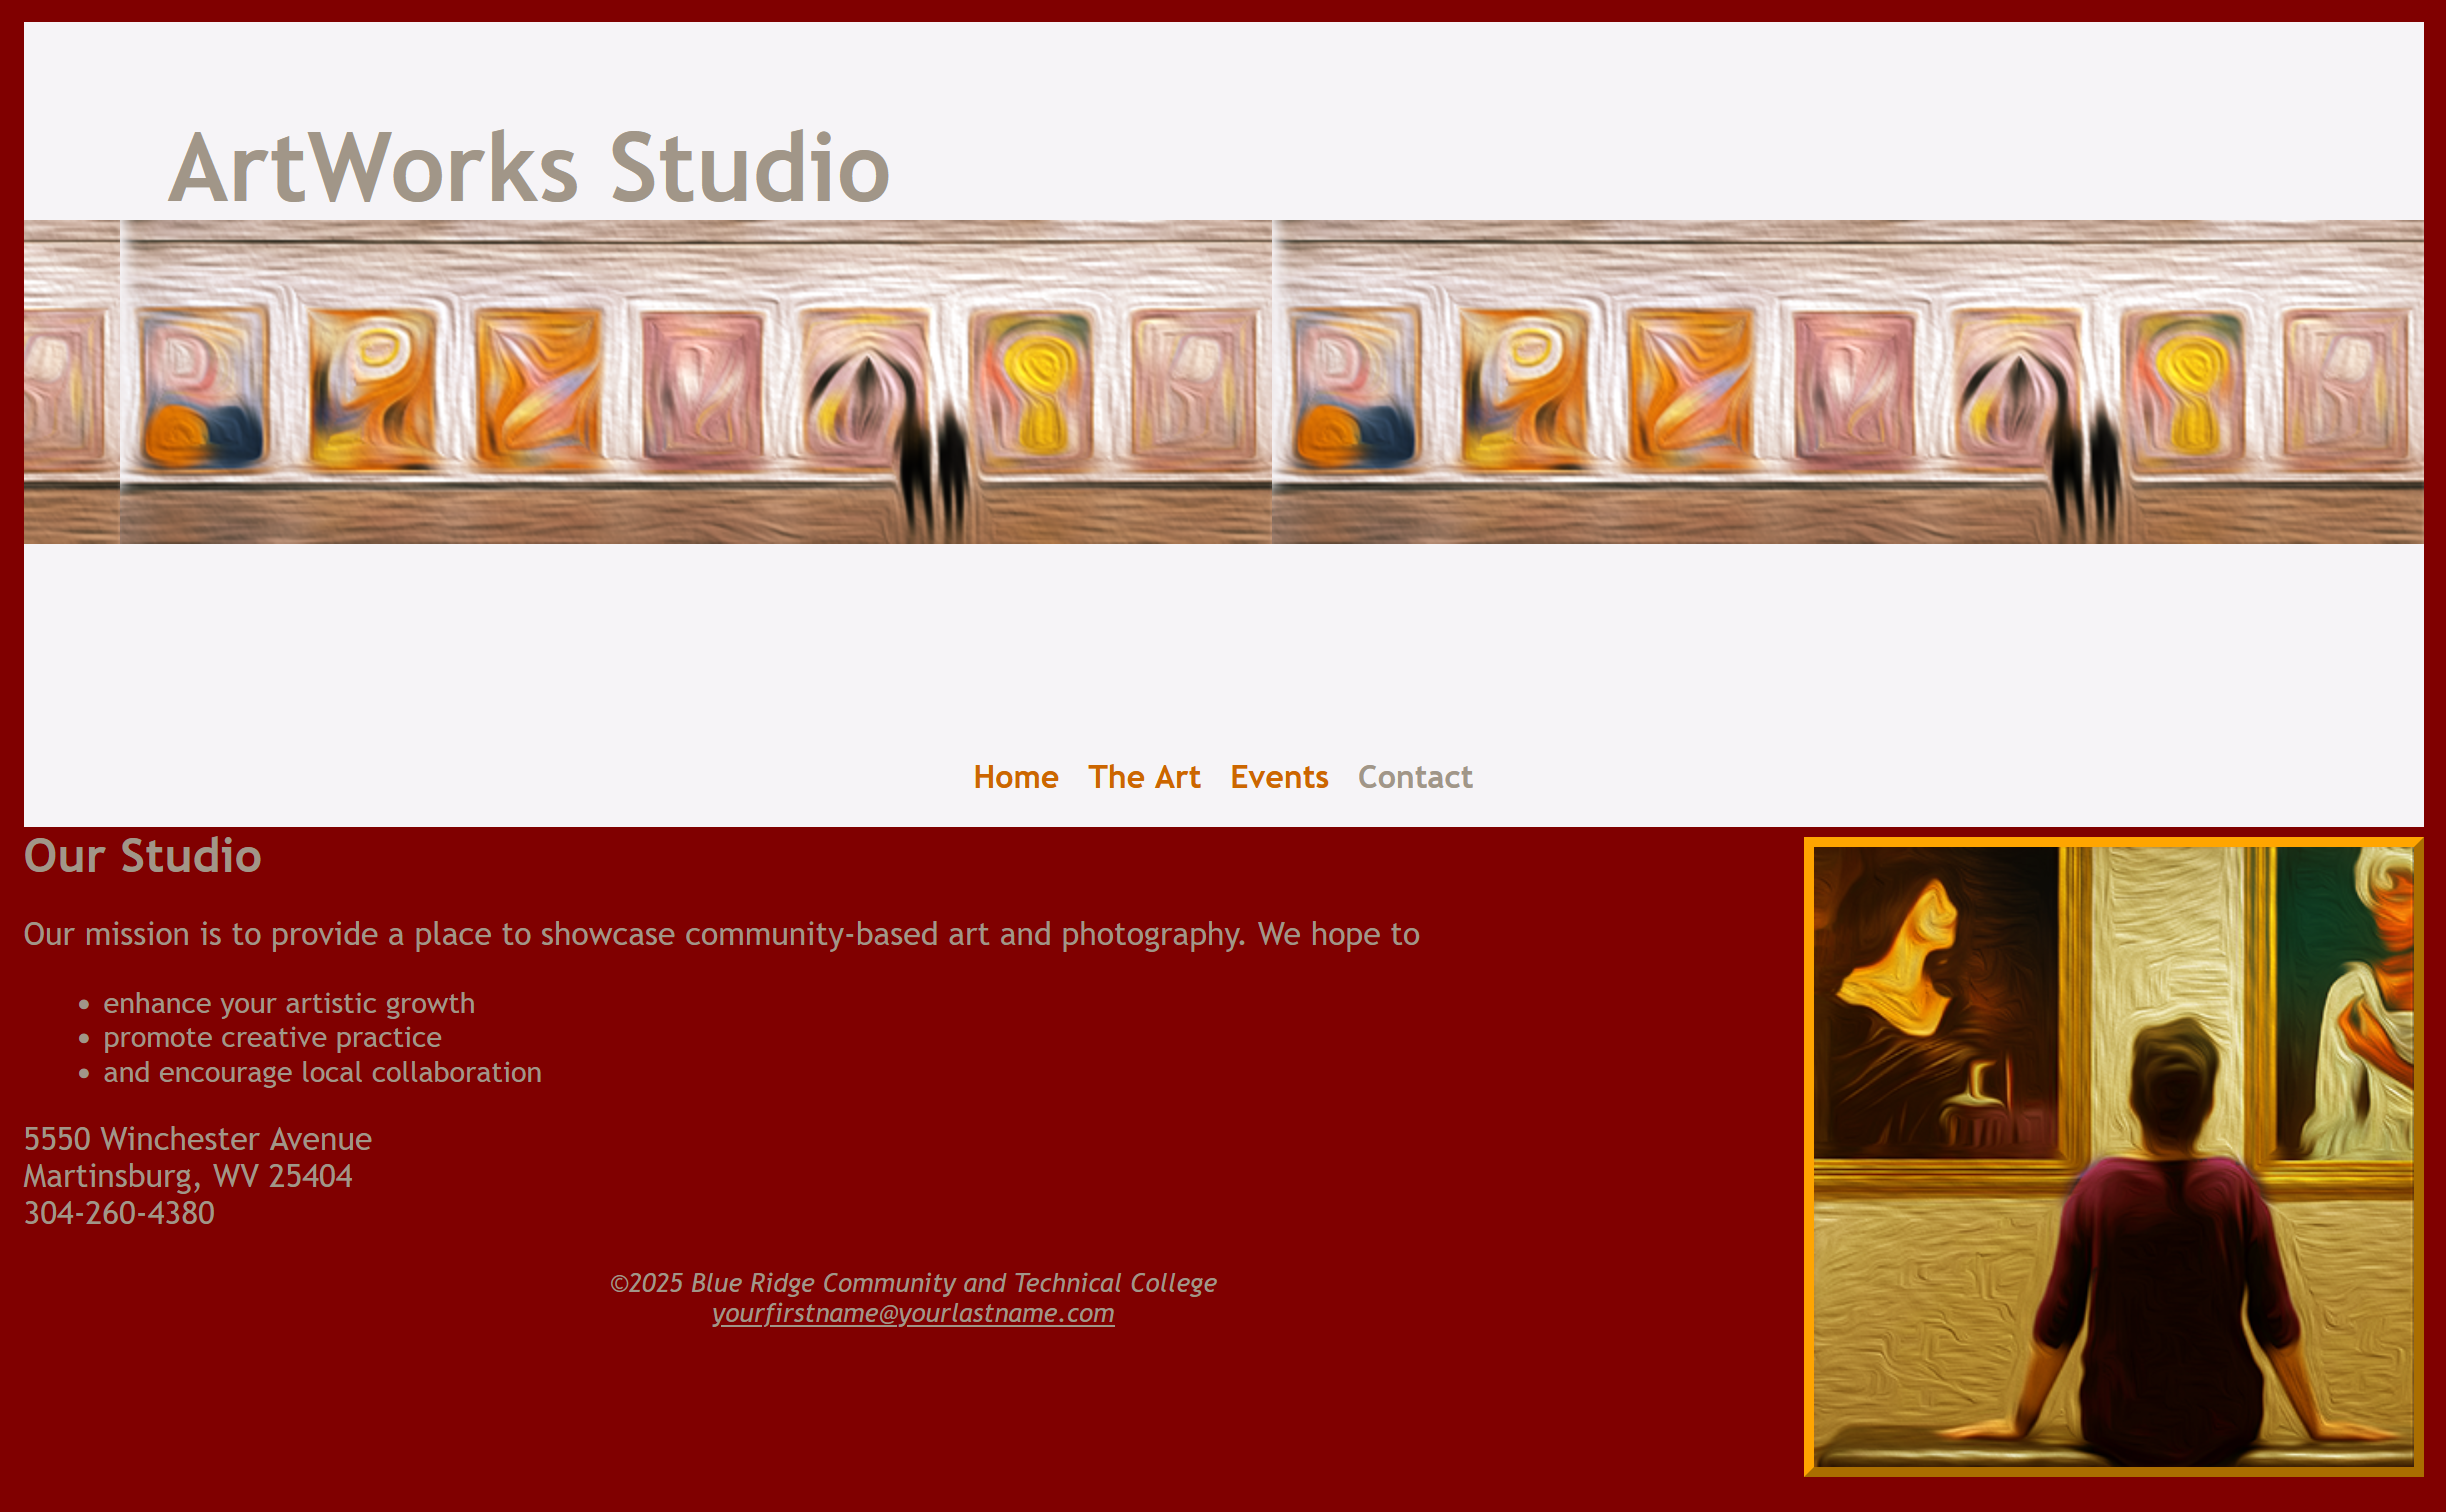 ArtWorks Studio
Home The Art Events Contact
Our Studio
Our mission is to provide a place to showcase community-based art and photography. We hope to
• enhance your artistic growth
• promote creative practice
• and encourage local collaboration
5550 Winchester Avenue
Martinsburg, WV 25404
304-260-4380
©2025 Blue Ridge Community and Technical College
yourfirstname@yourlastname.com